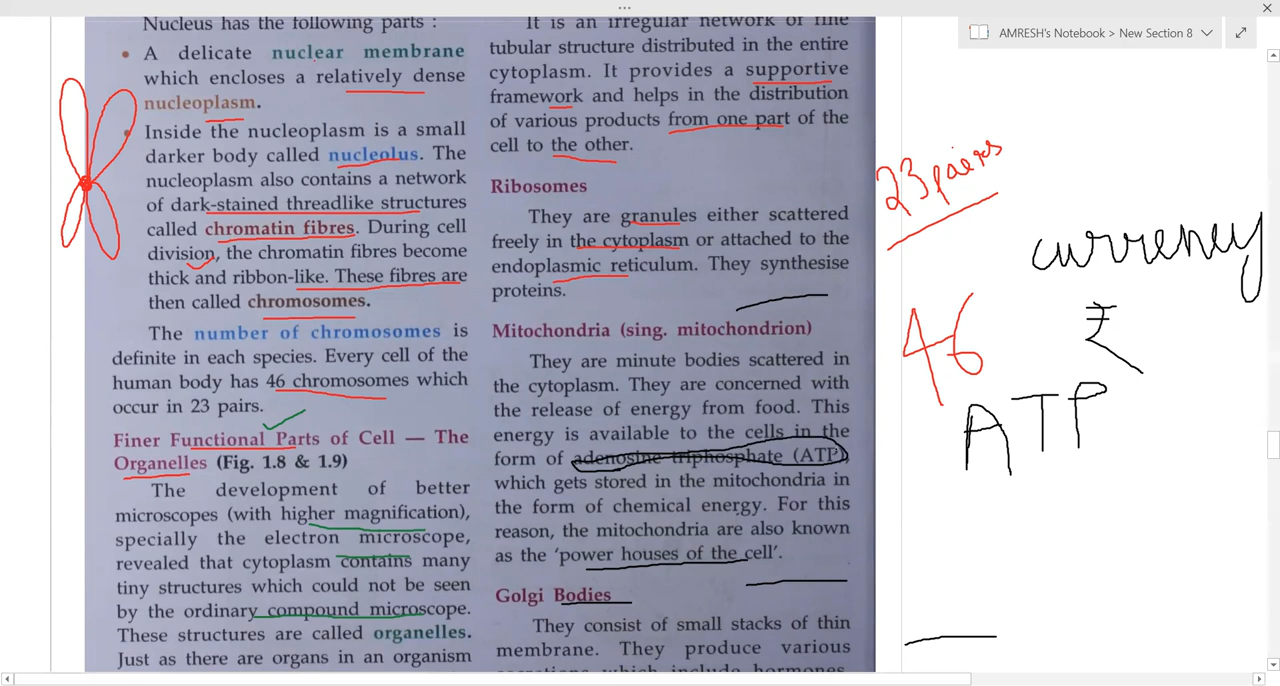 AMRESH's Notebook > New Section 8
Nucleus has the following parts :
• A delicate nuclear membrane
which encloses a relatively dense
nucleoplasm.
• Inside the nucleoplasm is a small
darker body called nucleolus. The
nucleoplasm also contains a network
of dark-stained threadlike structures
called chromatin fibres. During cell
division, the chromatin fibres become
thick and ribbon-like. These fibres are
then called chromosomes.
The number of chromosomes is
definite in each species. Every cell of the
human body has 46 chromosomes which
occur in 23 pairs.
Finer Functional Parts of Cell — The
Organelles (Fig. 1.8 & 1.9)
The development of better
microscopes (with higher magnification),
specially the electron microscope,
revealed that cytoplasm contains many
tiny structures which could not be seen
by the ordinary compound microscope.
These structures are called organelles.
Just as there are organs in an organism
It is an irregular network of fine
tubular structure distributed in the entire
cytoplasm. It provides a supportive
framework and helps in the distribution
of various products from one part of the
cell to the other.
Ribosomes
They are granules either scattered
freely in the cytoplasm or attached to the
endoplasmic reticulum. They synthesise
proteins.
Mitochondria (sing. mitochondrion)
They are minute bodies scattered in
the cytoplasm. They are concerned with
the release of energy from food. This
energy is available to the cells in the
form of adenosine triphosphate (ATP),
which gets stored in the mitochondria in
the form of chemical energy. For this
reason, the mitochondria are also known
as the 'power houses of the cell'.
Golgi Bodies
They consist of small stacks of thin
membrane. They produce various
secretions which include hormones,
23 pairs
currency
46
₹
ATP